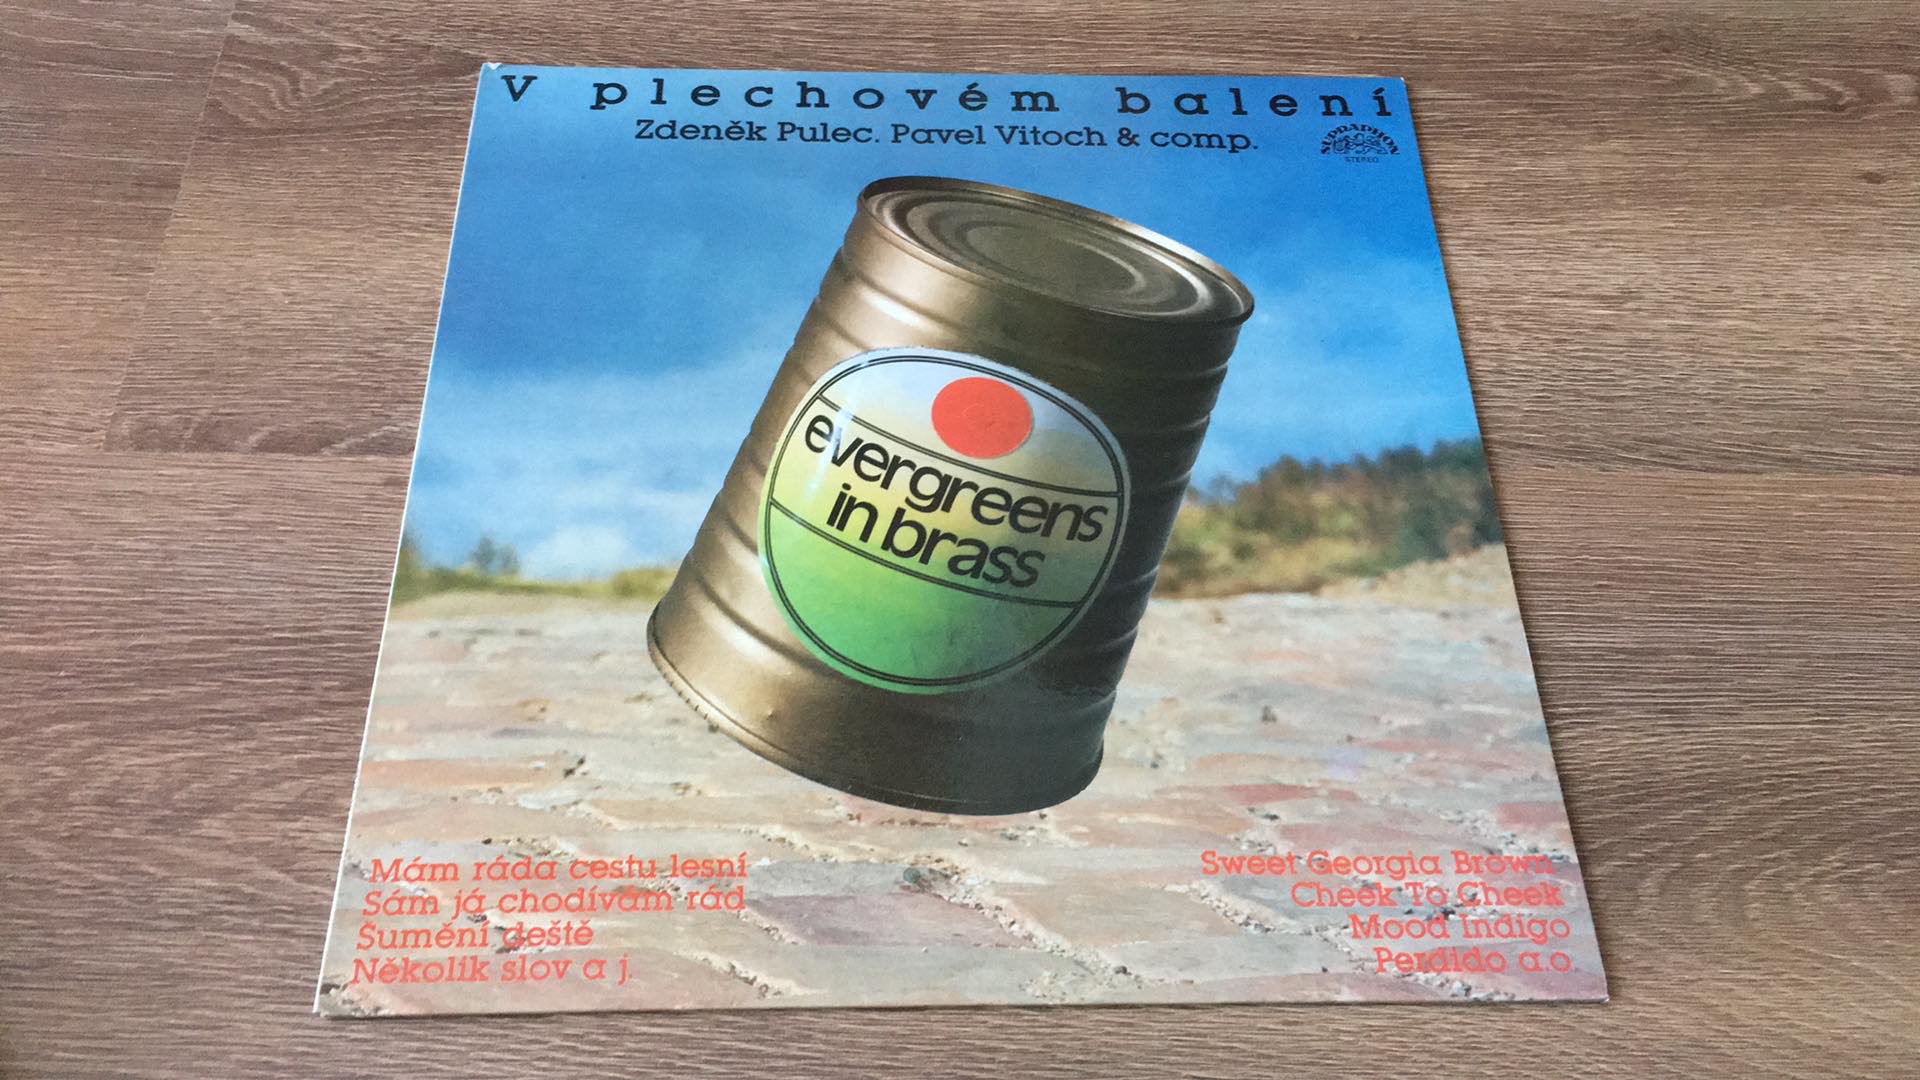 V plechovém balení
Zdeněk Pulec. Pavel Vitoch & comp.
SUPRAPHON
STEREO
evergreens
in brass
Mám ráda cestu lesní
Sám já chodívám rád
Šumění deště
Několik slov a j.
Sweet Georgia Brown
Cheek To Cheek
Mood Indigo
Perdido a.o.